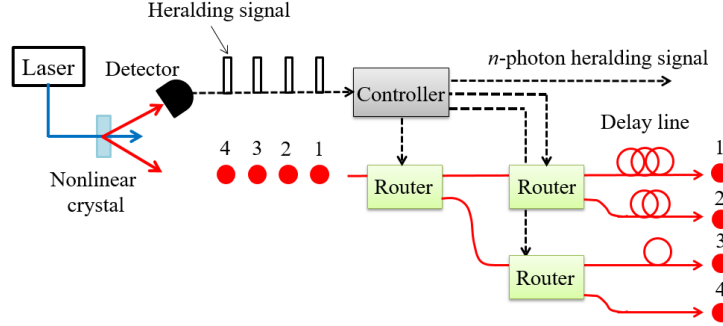 Heralding signal
Laser
Detector
n-photon heralding signal
Controller
Delay line
4 3 2 1
Nonlinear
crystal
Router
Router
1
2
3
Router
4